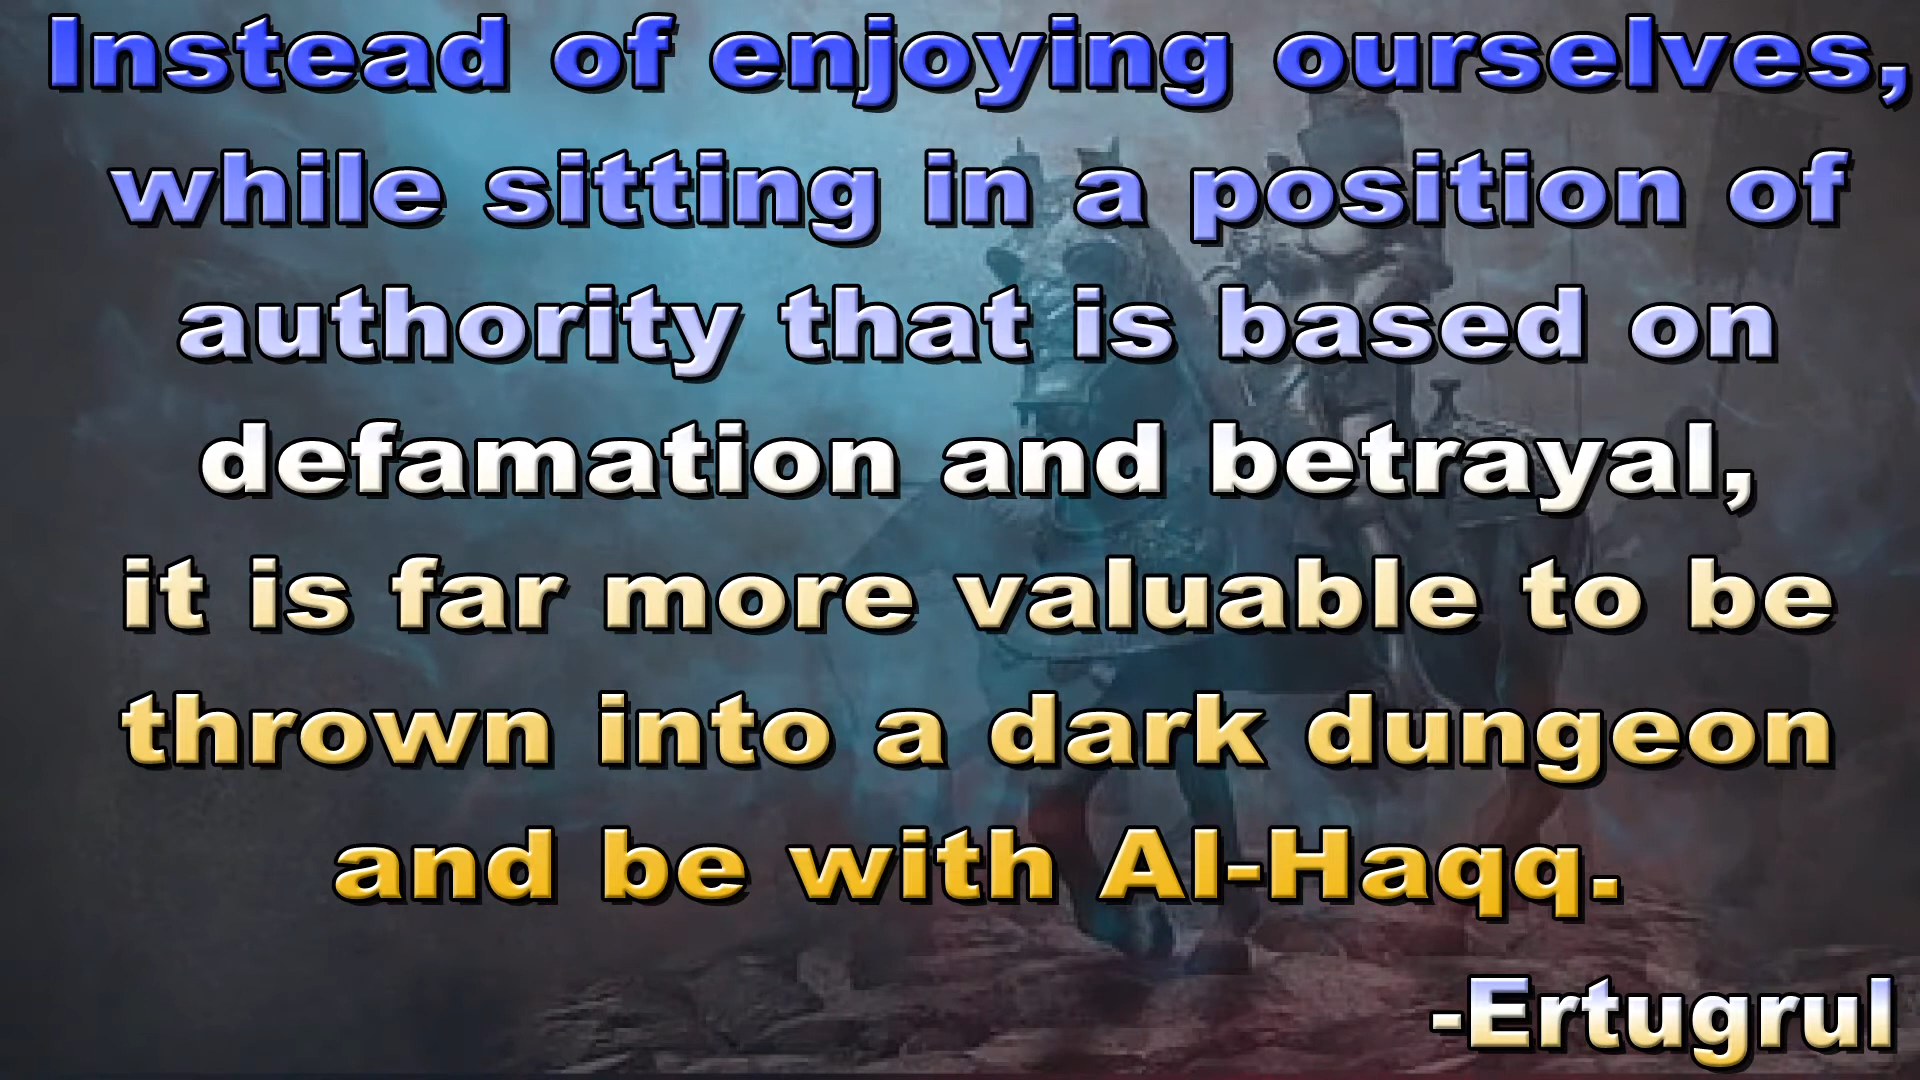 Instead of enjoying ourselves,
while sitting in a position of
authority that is based on
defamation and betrayal,
it is far more valuable to be
thrown into a dark dungeon
and be with Al-Haqq.
-Ertugrul